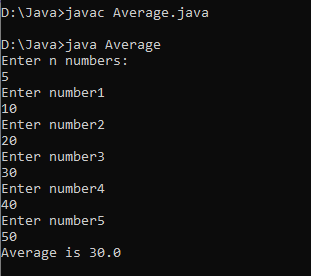 D:\Java>javac Average.java
D:\Java>java Average
Enter n numbers:
5
Enter number1
10
Enter number2
20
Enter number3
30
Enter number4
40
Enter number5
50
Average is 30.0